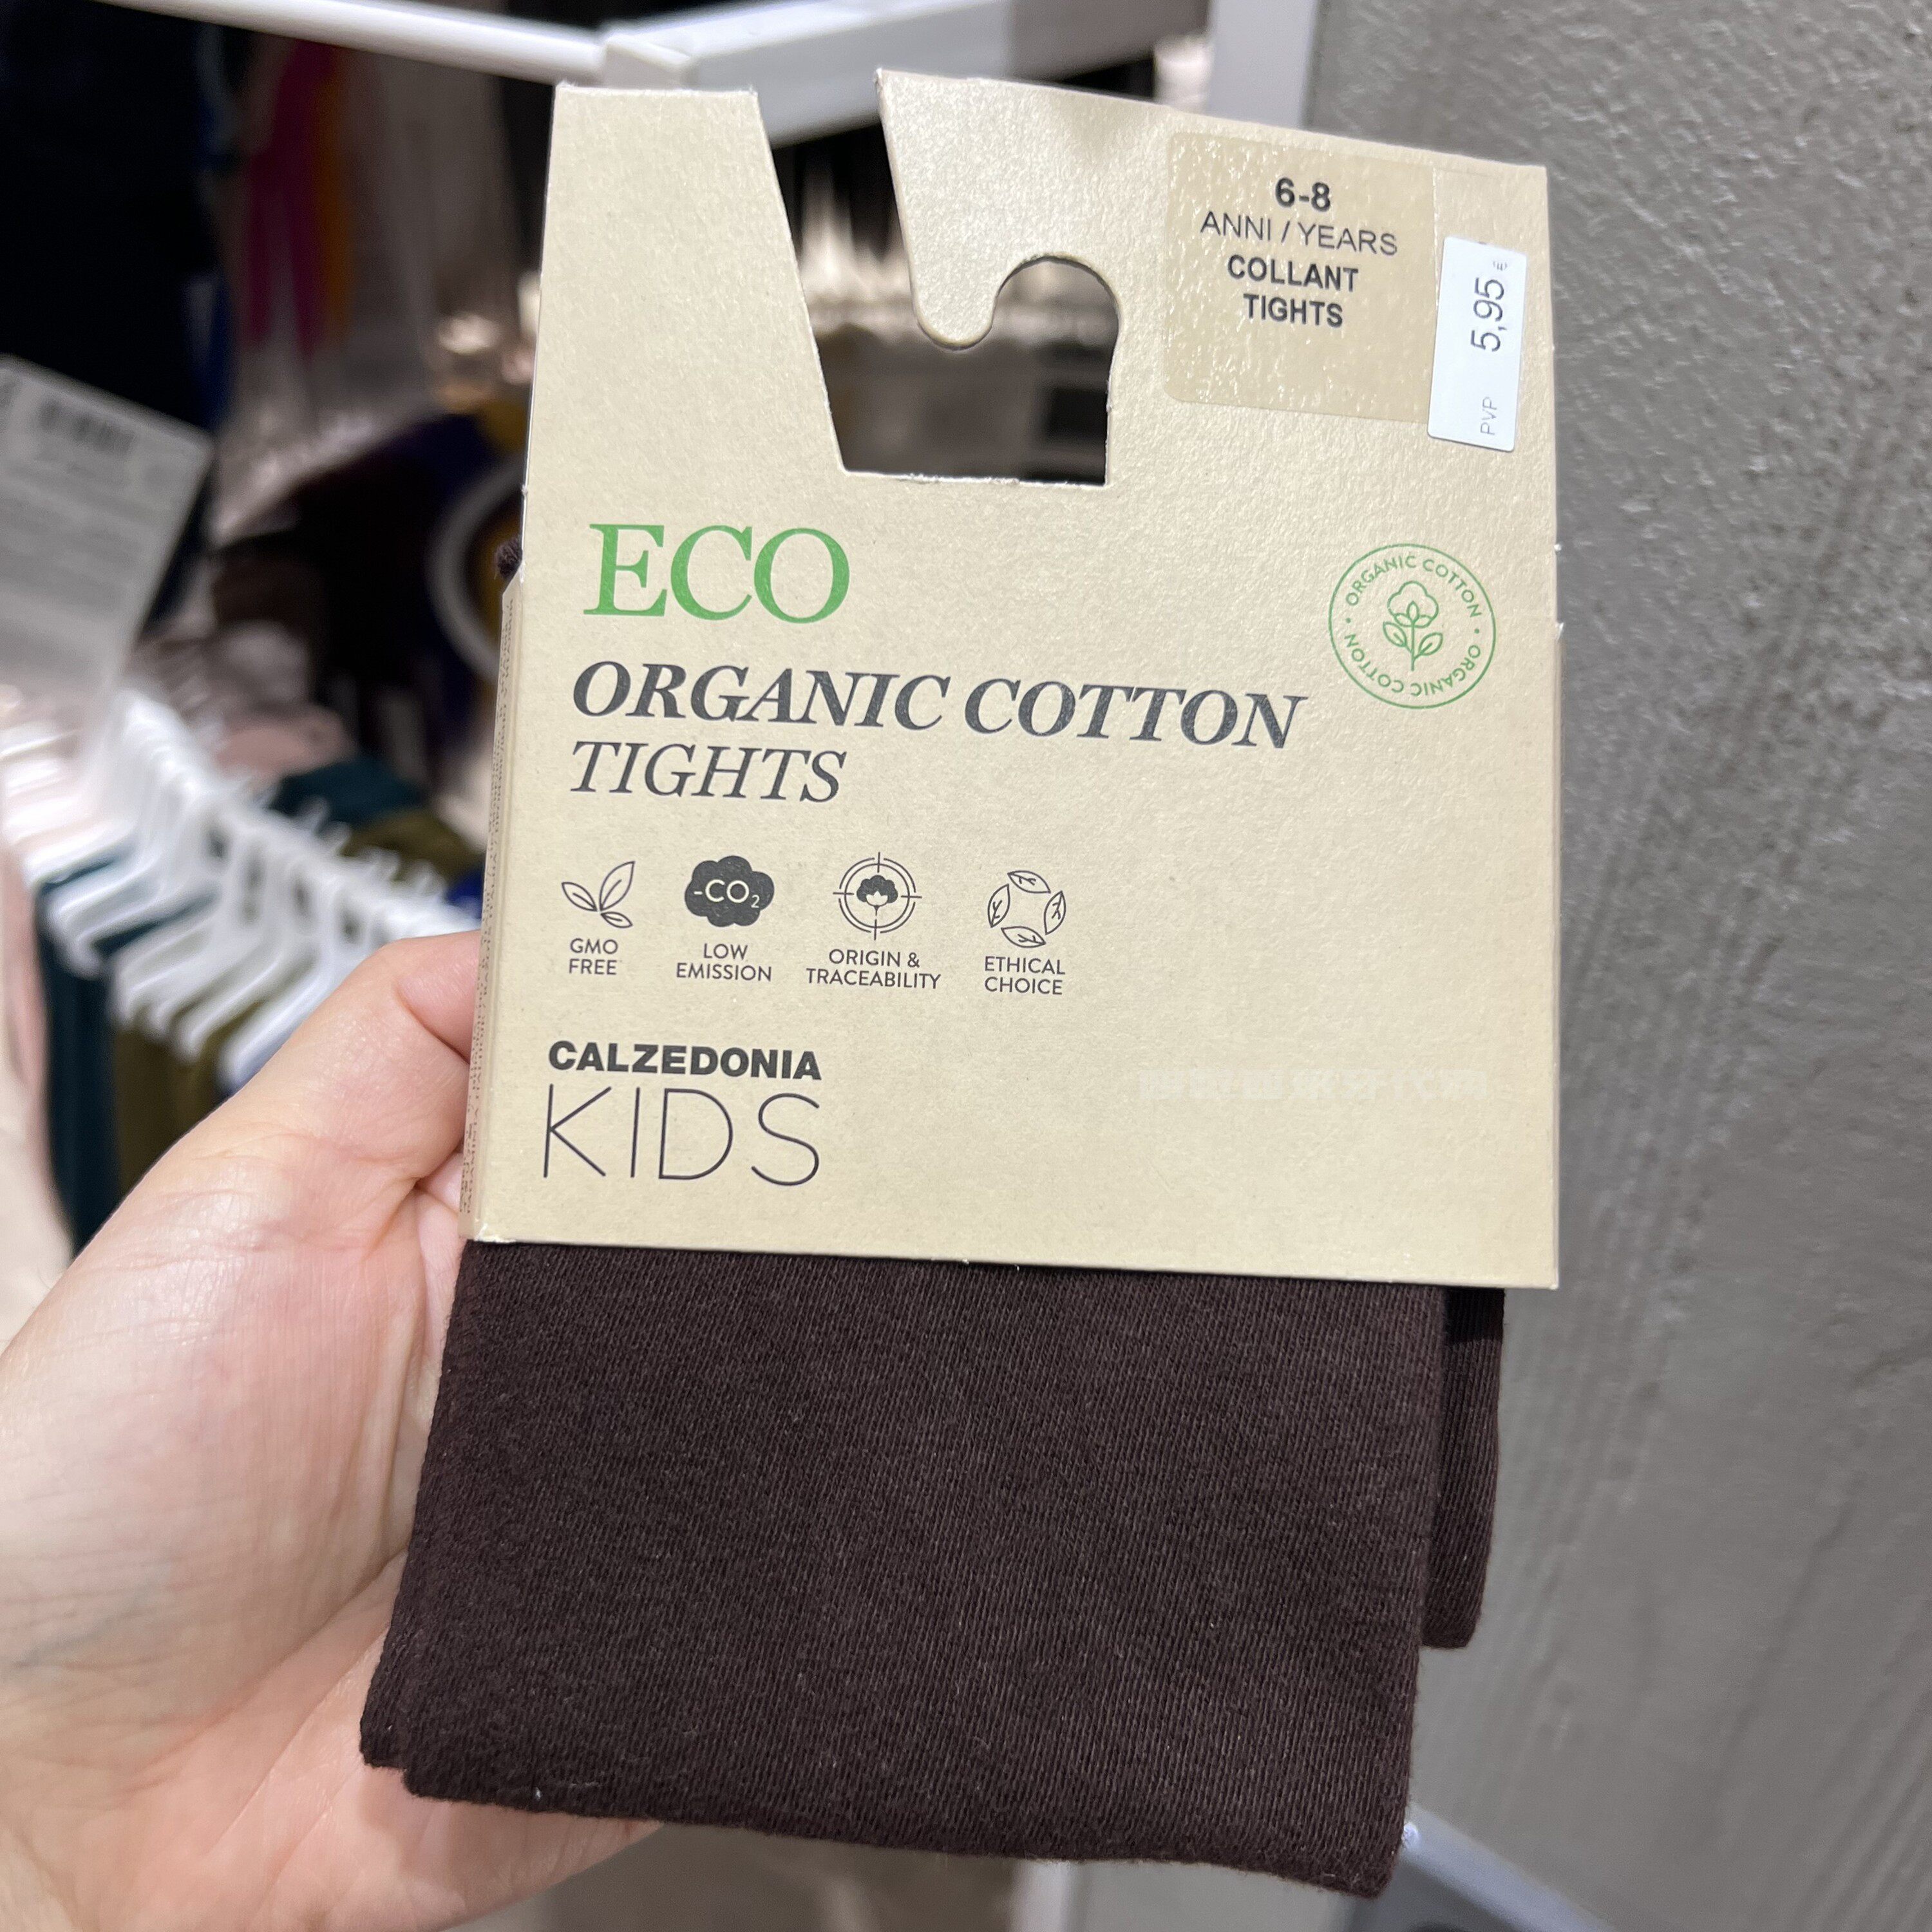 6-8
ANNI / YEARS
COLLANT
TIGHTS
PVP 5,95 €
ECO
ORGANIC COTTON
TIGHTS
ORGANIC COTTON • ORGANIC COTTON •
GMO
FREE
-CO₂
LOW
EMISSION
ORIGIN &
TRACEABILITY
ETHICAL
CHOICE
CALZEDONIA
KIDS